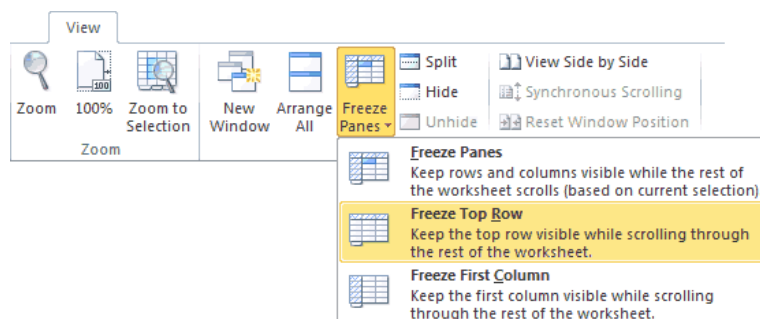 View
Zoom
100%
Zoom to
Selection
New
Window
Arrange
All
Freeze
Panes
Split
Hide
Unhide
View Side by Side
Synchronous Scrolling
Reset Window Position
Zoom
Freeze Panes
Keep rows and columns visible while the rest of
the worksheet scrolls (based on current selection)
Freeze Top Row
Keep the top row visible while scrolling through
the rest of the worksheet.
Freeze First Column
Keep the first column visible while scrolling
through the rest of the worksheet.